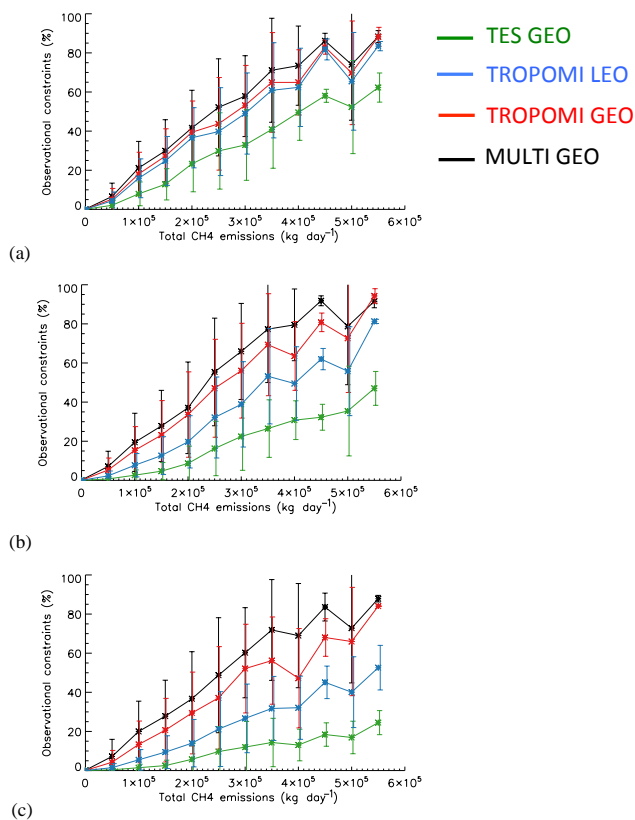 TES GEO
TROPOMI LEO
TROPOMI GEO
MULTI GEO
Observational constraints (%)
100
80
60
40
20
0
0 1×10⁵ 2×10⁵ 3×10⁵ 4×10⁵ 5×10⁵ 6×10⁵
Total CH4 emissions (kg day⁻¹)
(a)
Observational constraints (%)
100
80
60
40
20
0
0 1×10⁵ 2×10⁵ 3×10⁵ 4×10⁵ 5×10⁵ 6×10⁵
Total CH4 emissions (kg day⁻¹)
(b)
Observational constraints (%)
100
80
60
40
20
0
0 1×10⁵ 2×10⁵ 3×10⁵ 4×10⁵ 5×10⁵ 6×10⁵
Total CH4 emissions (kg day⁻¹)
(c)